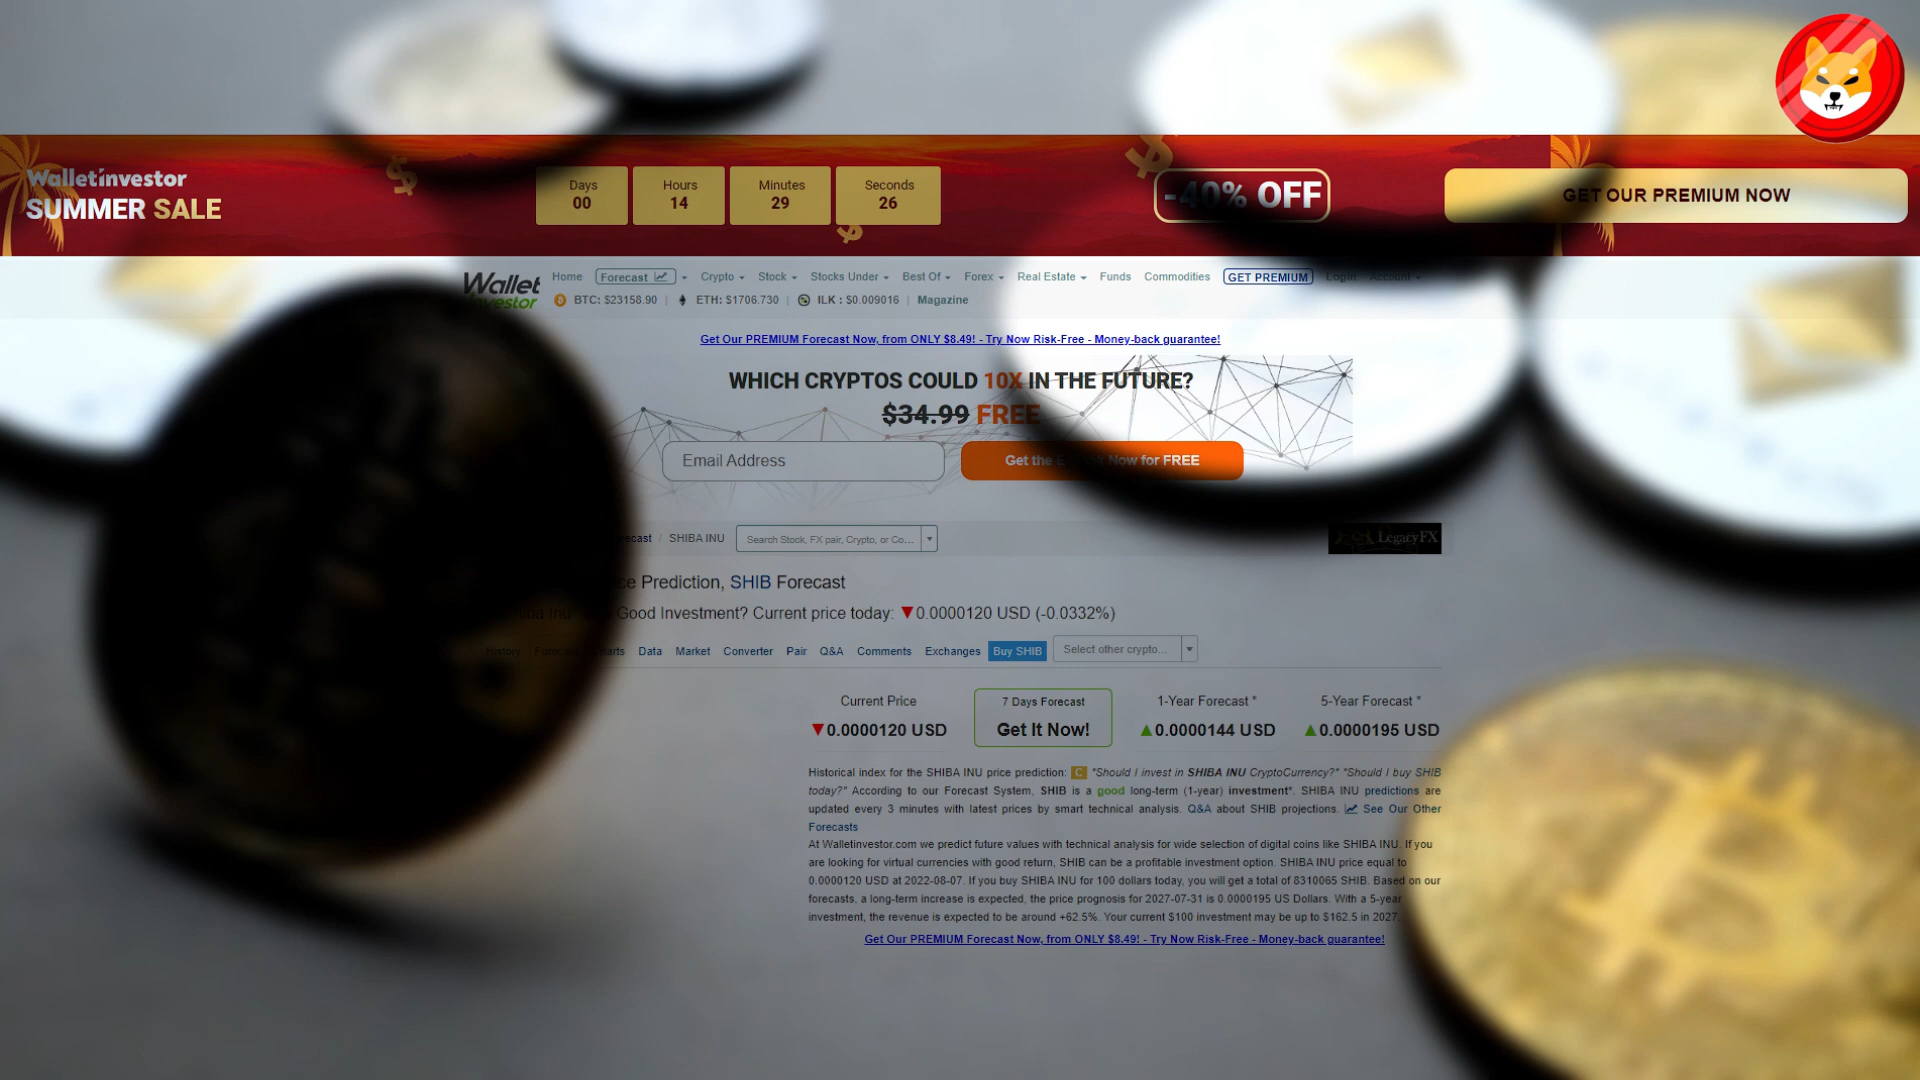 Walletinvestor
SUMMER SALE
Days
00
Hours
14
Minutes
29
Seconds
26
-40% OFF
GET OUR PREMIUM NOW
Wallet
Investor
Home Forecast Crypto Stock Stocks Under Best Of Forex Real Estate Funds Commodities GET PREMIUM Login Account
BTC: $23158.90 | ETH: $1706.730 | ILK : $0.009016 | Magazine
Get Our PREMIUM Forecast Now, from ONLY $8.49! - Try Now Risk-Free - Money-back guarantee!
WHICH CRYPTOS COULD 10X IN THE FUTURE?
$34.99 FREE
Email Address
Get the Now for FREE
/ SHIBA INU
Search Stock, FX pair, Crypto, or Co...
LegacyFX
Prediction, SHIB Forecast
Good Investment? Current price today: ▼0.0000120 USD (-0.0332%)
History Data Market Converter Pair Q&A Comments Exchanges Buy SHIB Select other crypto...
Current Price
▼0.0000120 USD
7 Days Forecast
Get It Now!
1-Year Forecast *
▲0.0000144 USD
5-Year Forecast *
▲0.0000195 USD
Historical index for the SHIBA INU price prediction: C "Should I invest in SHIBA INU CryptoCurrency?" "Should I buy SHIB
today?" According to our Forecast System, SHIB is a good long-term (1-year) investment*. SHIBA INU predictions are
updated every 3 minutes with latest prices by smart technical analysis. Q&A about SHIB projections. See Our Other
Forecasts
At Walletinvestor.com we predict future values with technical analysis for wide selection of digital coins like SHIBA INU. If you
are looking for virtual currencies with good return, SHIB can be a profitable investment option. SHIBA INU price equal to
0.0000120 USD at 2022-08-07. If you buy SHIBA INU for 100 dollars today, you will get a total of 8310065 SHIB. Based on our
forecasts, a long-term increase is expected, the price prognosis for 2027-07-31 is 0.0000195 US Dollars. With a 5-year
investment, the revenue is expected to be around +62.5%. Your current $100 investment may be up to $162.5 in 2027.
Get Our PREMIUM Forecast Now, from ONLY $8.49! - Try Now Risk-Free - Money-back guarantee!